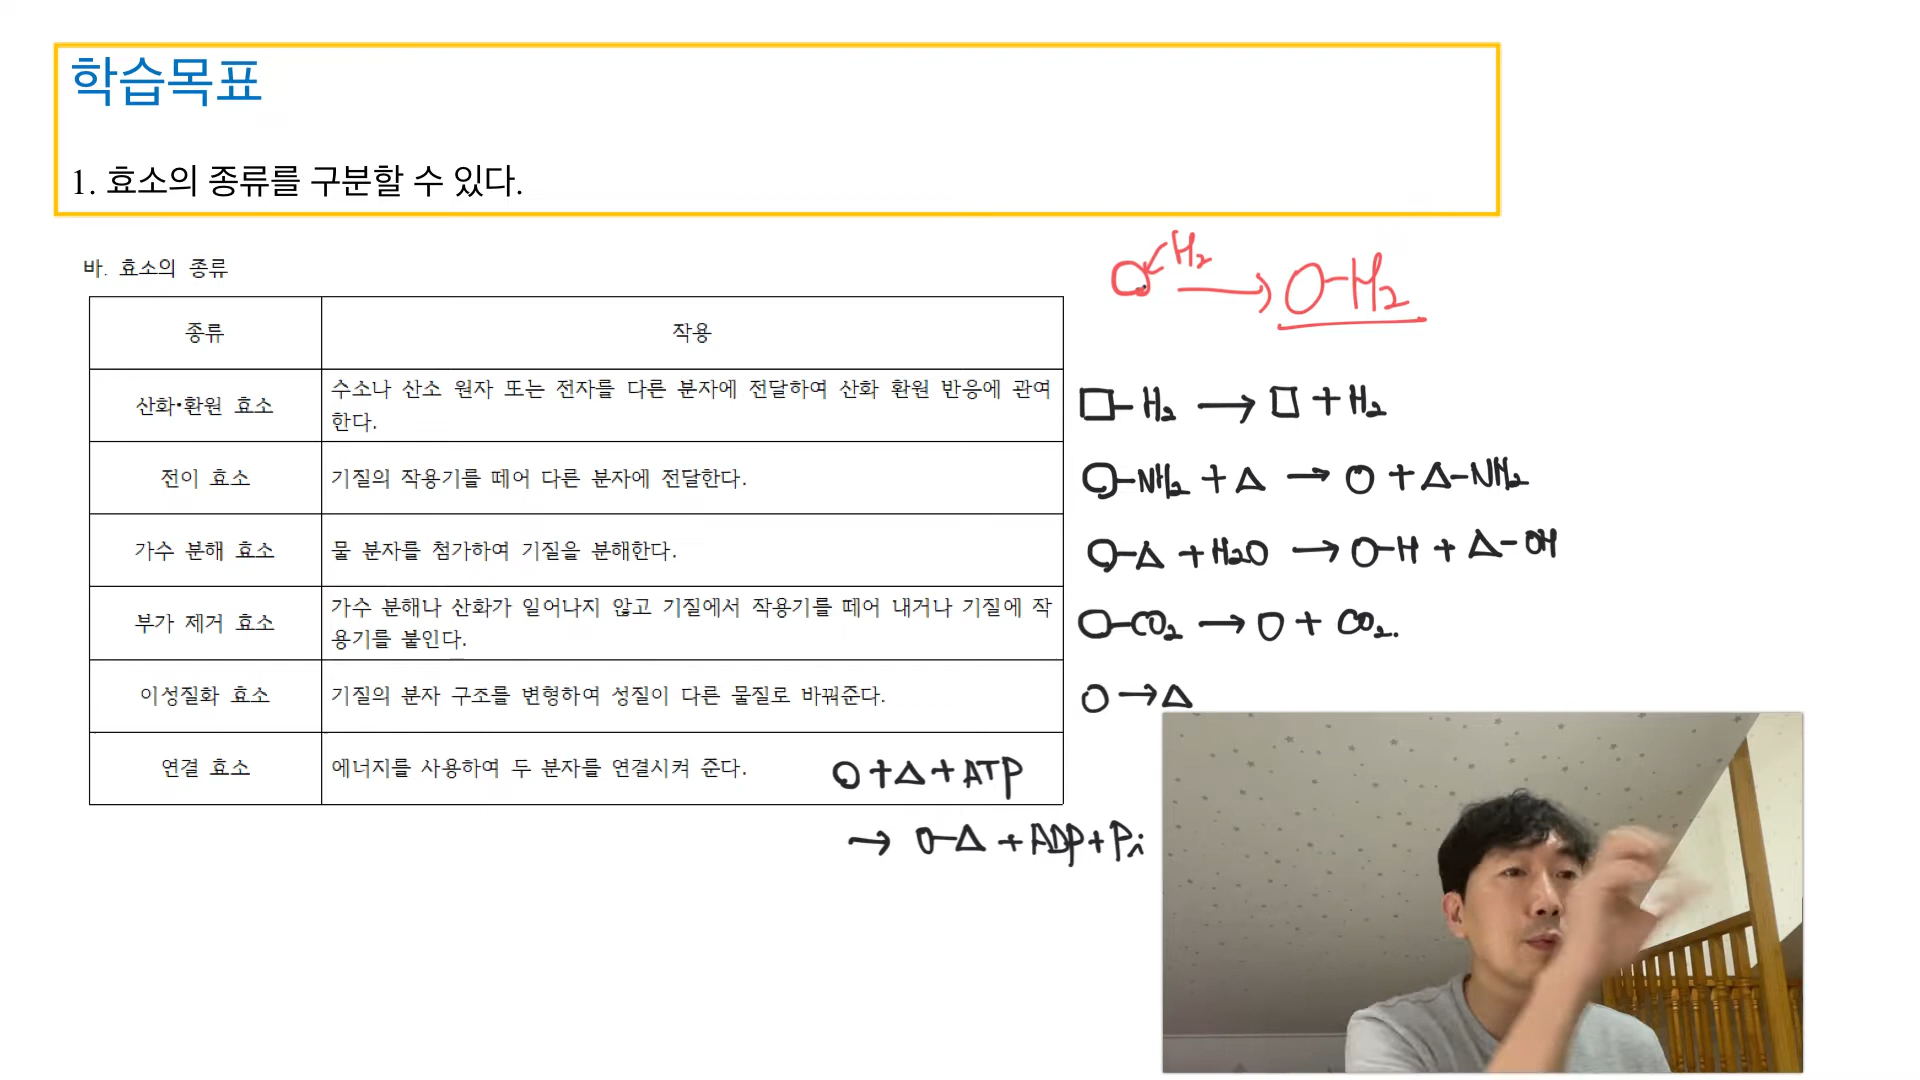 학습목표
1. 효소의 종류를 구분할 수 있다.
바. 효소의 종류
H₂
O → O-H₂
종류 작용
산화·환원 효소 수소나 산소 원자 또는 전자를 다른 분자에 전달하여 산화 환원 반응에 관여
한다.
□-H₂ → □ + H₂
전이 효소 기질의 작용기를 떼어 다른 분자에 전달한다.
O-NH₂ + △ → O + △-NH₂
가수 분해 효소 물 분자를 첨가하여 기질을 분해한다.
O-△ + H₂O → O-H + △-OH
부가 제거 효소 가수 분해나 산화가 일어나지 않고 기질에서 작용기를 떼어 내거나 기질에 작
용기를 붙인다.
O-CO₂ → O + CO₂.
이성질화 효소 기질의 분자 구조를 변형하여 성질이 다른 물질로 바꿔준다.
O → △
연결 효소 에너지를 사용하여 두 분자를 연결시켜 준다.
O + △ + ATP
→ O-△ + ADP + Pi